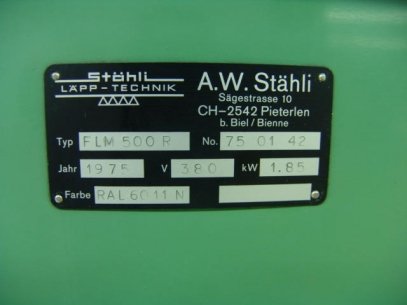 Stähli
LÄPP-TECHNIK
A.W. Stähli
Sägestrasse 10
CH-2542 Pieterlen
b. Biel / Bienne
Typ FLM 500 R No. 75 01 42
Jahr 1975 V 380 kW 1.85
Farbe RAL 6011 N